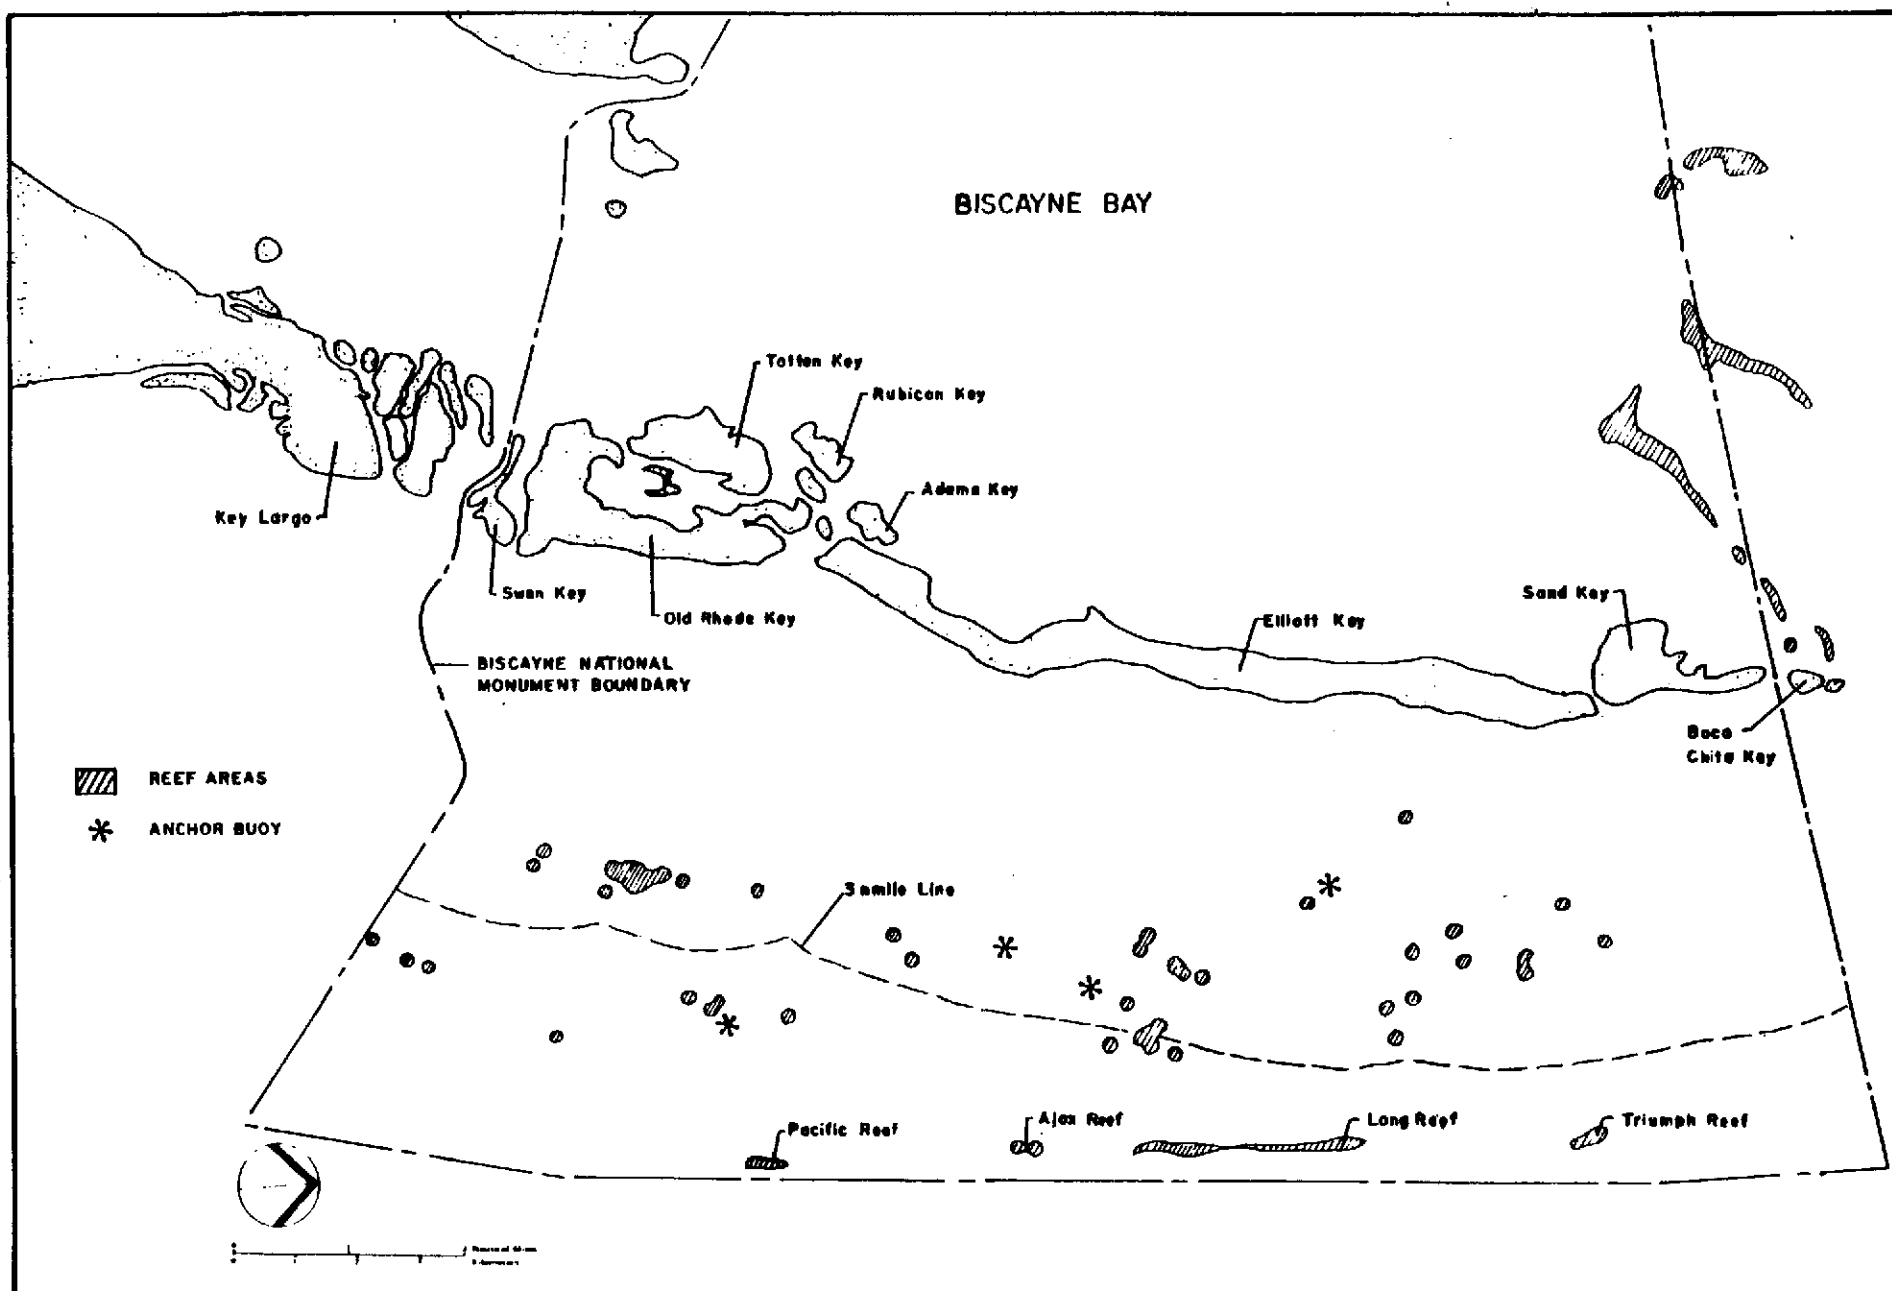 BISCAYNE BAY
Totten Key
Rubicon Key
Adams Key
Key Largo
Swan Key
Old Rhode Key
Elliott Key
Sand Key
BISCAYNE NATIONAL
MONUMENT BOUNDARY
Boca
Chita Key
REEF AREAS
ANCHOR BUOY
3 nmile Line
Pacific Reef
Ajax Reef
Long Reef
Triumph Reef